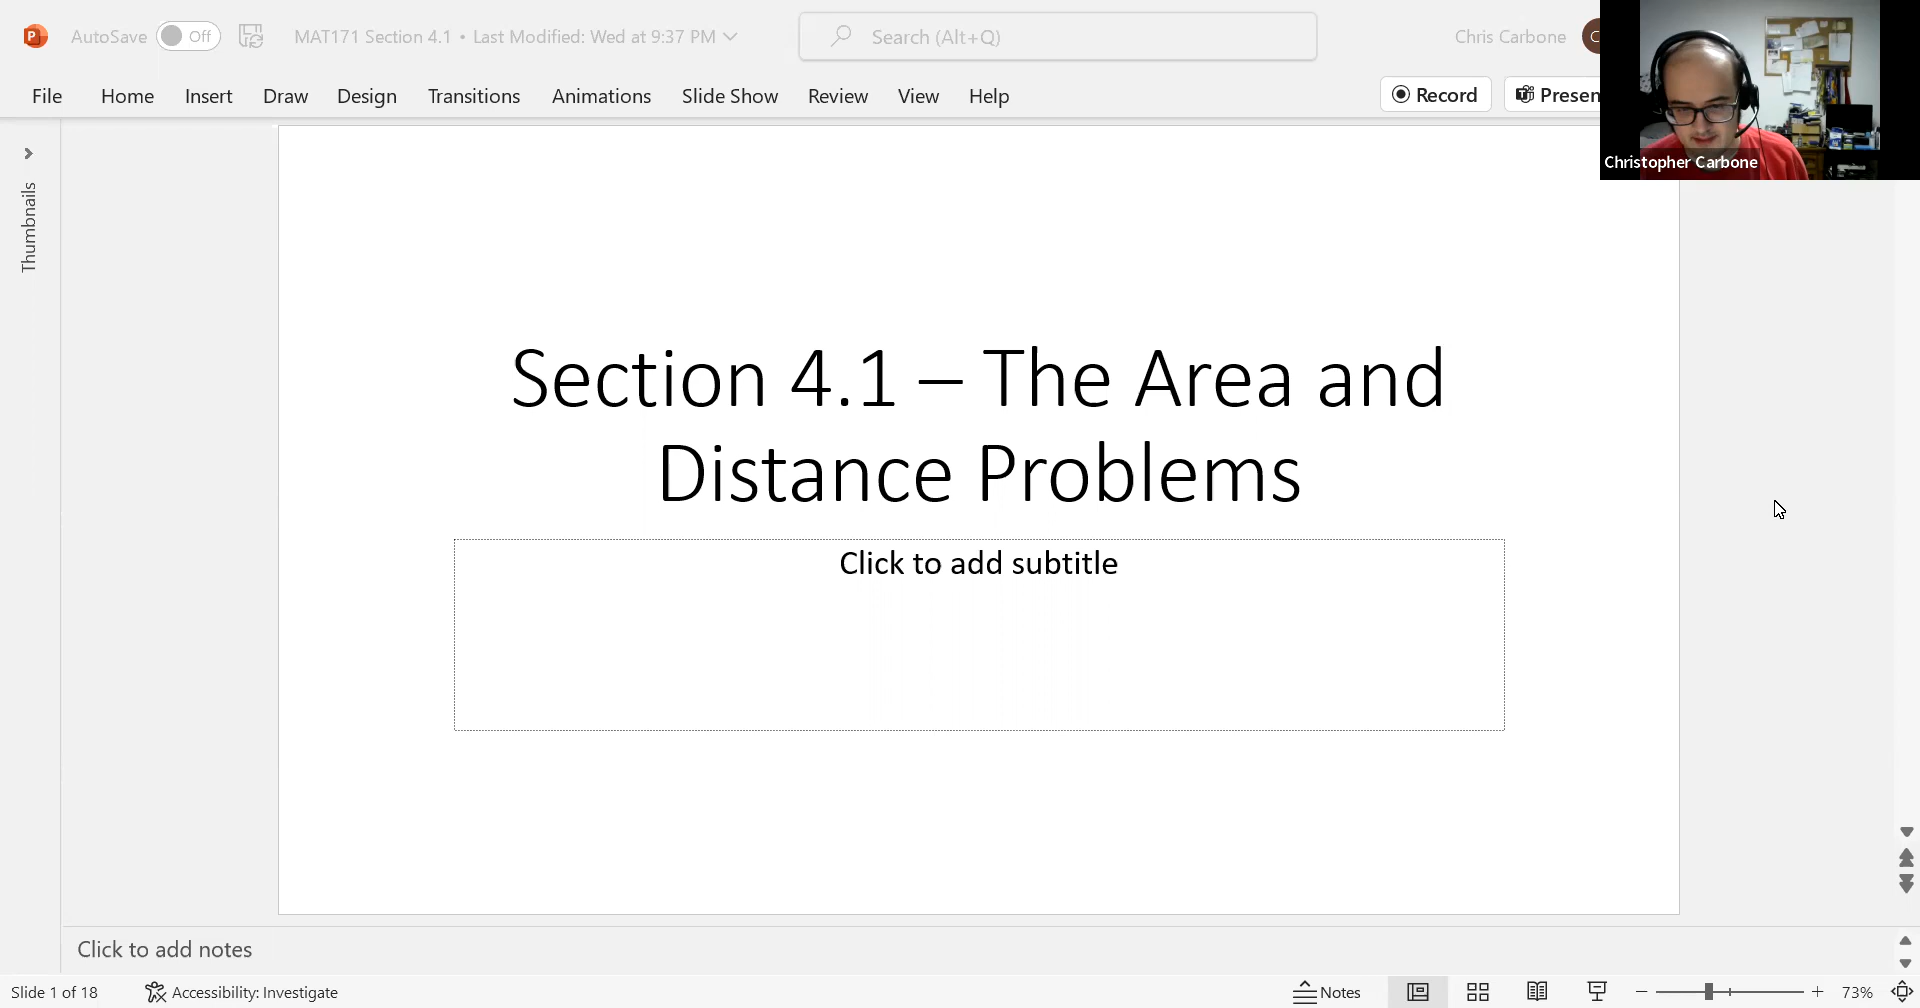 AutoSave Off MAT171 Section 4.1 • Last Modified: Wed at 9:37 PM Search (Alt+Q) Chris Carbone C
File Home Insert Draw Design Transitions Animations Slide Show Review View Help Record Presen
Christopher Carbone
Thumbnails
Section 4.1 – The Area and
Distance Problems
Click to add subtitle
Click to add notes
Slide 1 of 18 Accessibility: Investigate Notes 73%